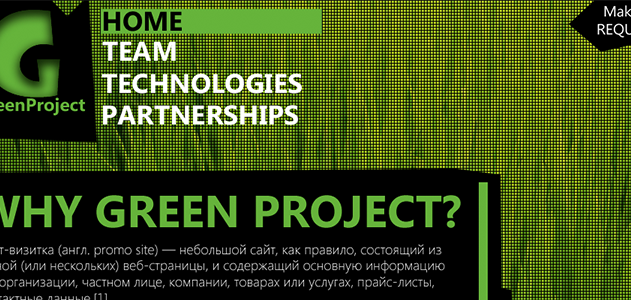 G
HOME
TEAM
TECHNOLOGIES
PARTNERSHIPS
reenProject
WHY GREEN PROJECT?
т-визитка (англ. promo site) — небольшой сайт, как правило, состоящий из
ной (или нескольких) веб-страницы, и содержащий основную информацию
организации, частном лице, компании, товарах или услугах, прайс-листы,
тактные данные.[1]
Mak
REQU